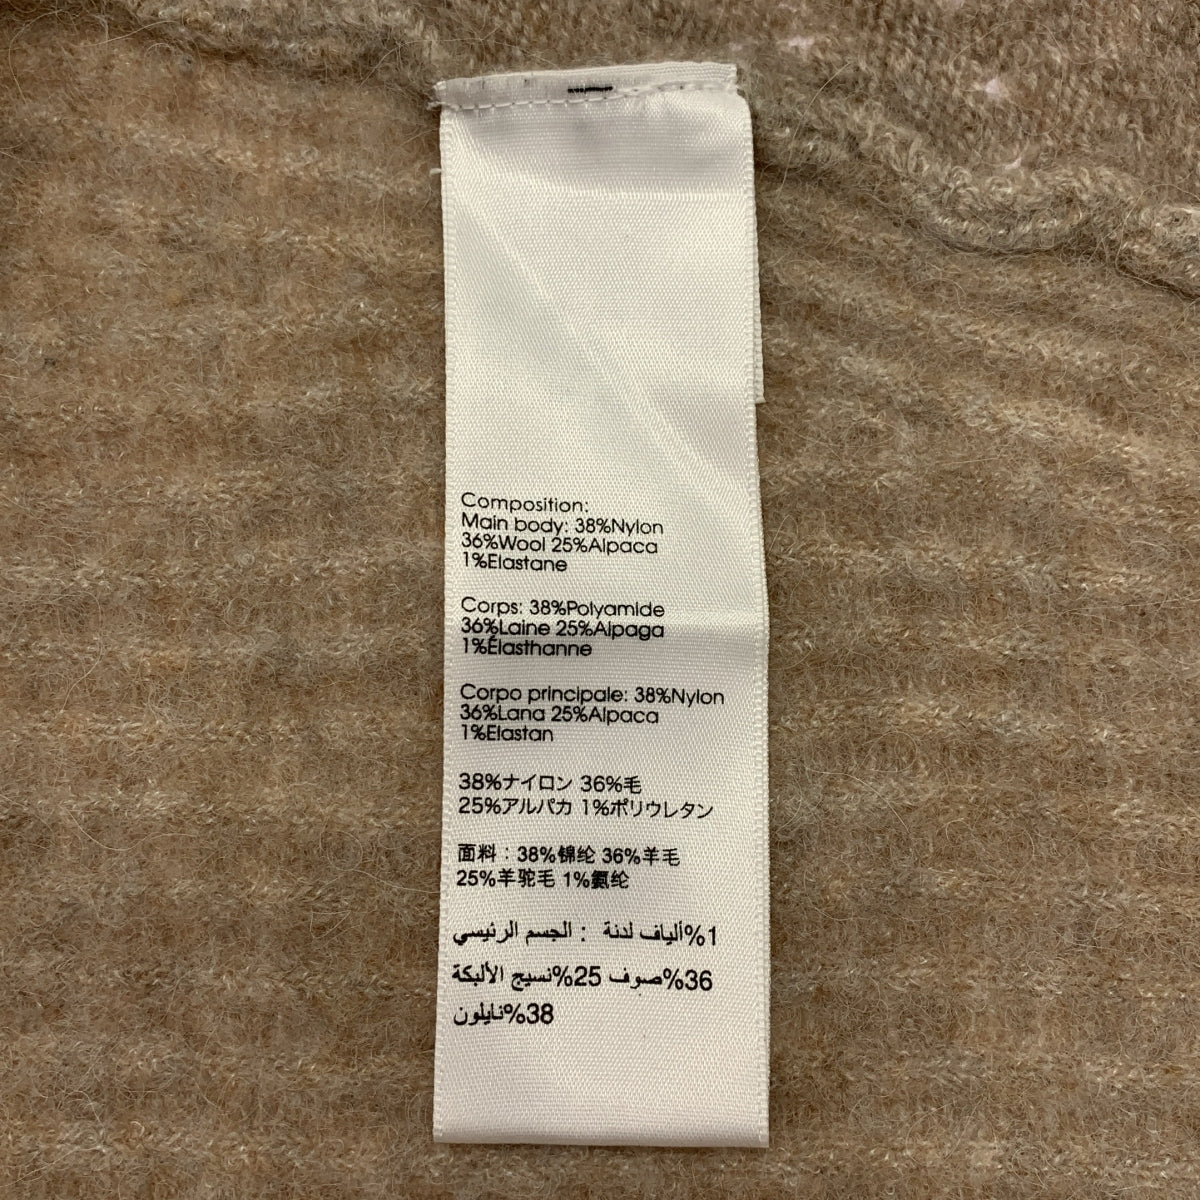 Composition:
Main body: 38%Nylon
36%Wool 25%Alpaca
1%Elastane
Corps: 38%Polyamide
36%Laine 25%Alpaga
1%Élasthanne
Corpo principale: 38%Nylon
36%Lana 25%Alpaca
1%Elastan
38%ナイロン 36%毛
25%アルパカ 1%ポリウレタン
面料：38%锦纶 36%羊毛
25%羊驼毛 1%氨纶
الجسم الرئيسي : ألياف لدنة%1
نسيج الألبكة%25 صوف%36
نايلون%38